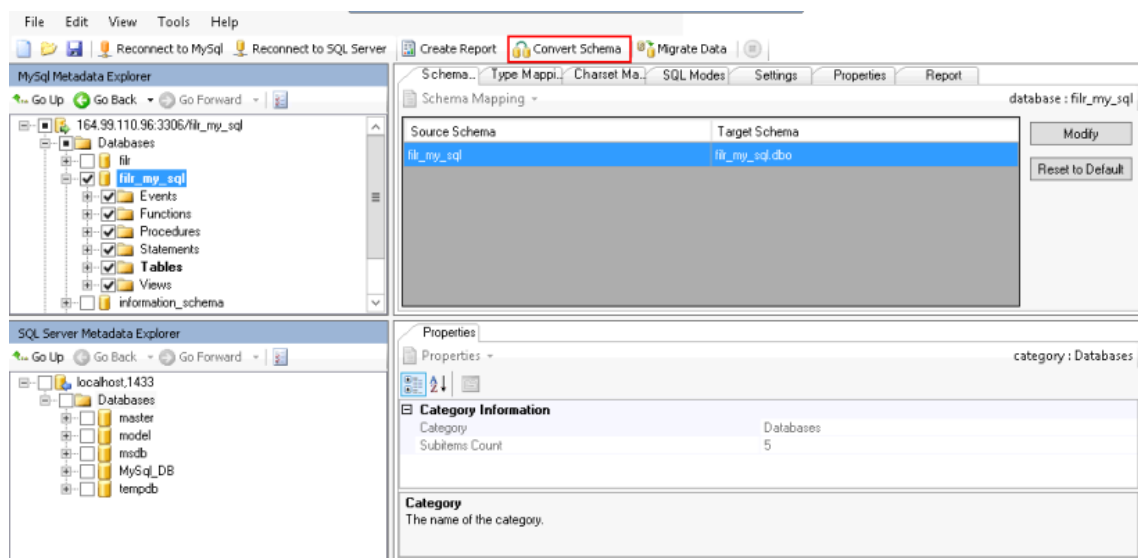 File Edit View Tools Help
Reconnect to MySql Reconnect to SQL Server Create Report Convert Schema Migrate Data
MySql Metadata Explorer
Go Up Go Back Go Forward
164.99.110.96:3306/filr_my_sql
Databases
filr
filr_my_sql
Events
Functions
Procedures
Statements
Tables
Views
information_schema
Schema... Type Mappi... Charset Ma... SQL Modes Settings Properties Report
Schema Mapping database : filr_my_sql
Source Schema Target Schema
filr_my_sql filr_my_sql.dbo
Modify
Reset to Default
SQL Server Metadata Explorer
Go Up Go Back Go Forward
localhost,1433
Databases
master
model
msdb
MySql_DB
tempdb
Properties
Properties category : Databases
Category Information
Category Databases
Subitems Count 5
Category
The name of the category.